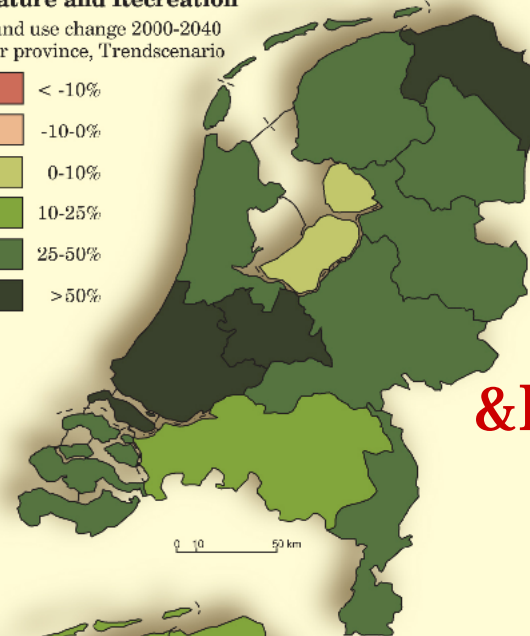 and Recreation
use change 2000-2040
province, Trendscenario
< -10%
-10-0%
0-10%
10-25%
25-50%
>50%
&
0 10 50 km